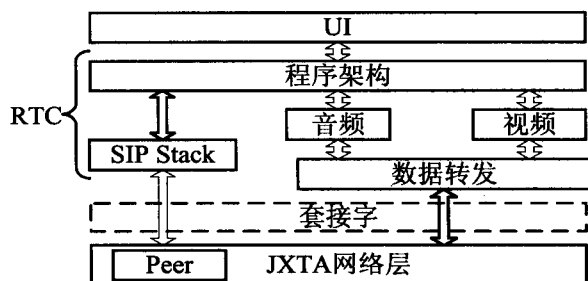 UI
程序架构
RTC
音频
视频
SIP Stack
数据转发
套接字
Peer
JXTA网络层